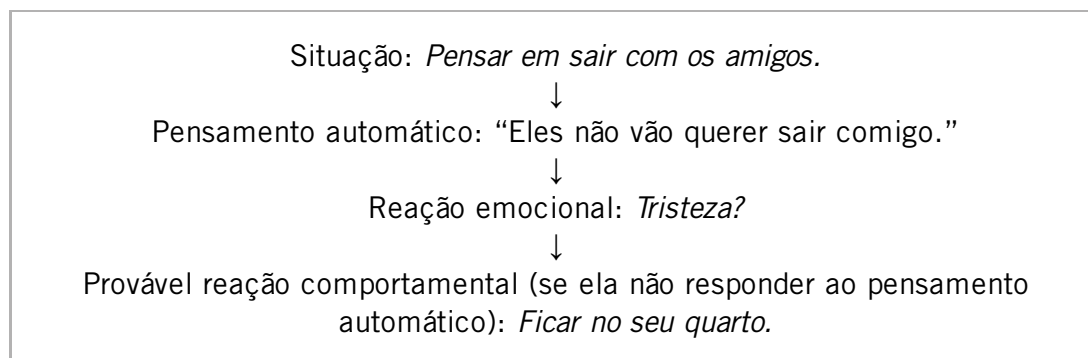 Situação: Pensar em sair com os amigos.
↓
Pensamento automático: “Eles não vão querer sair comigo.”
↓
Reação emocional: Tristeza?
↓
Provável reação comportamental (se ela não responder ao pensamento
automático): Ficar no seu quarto.